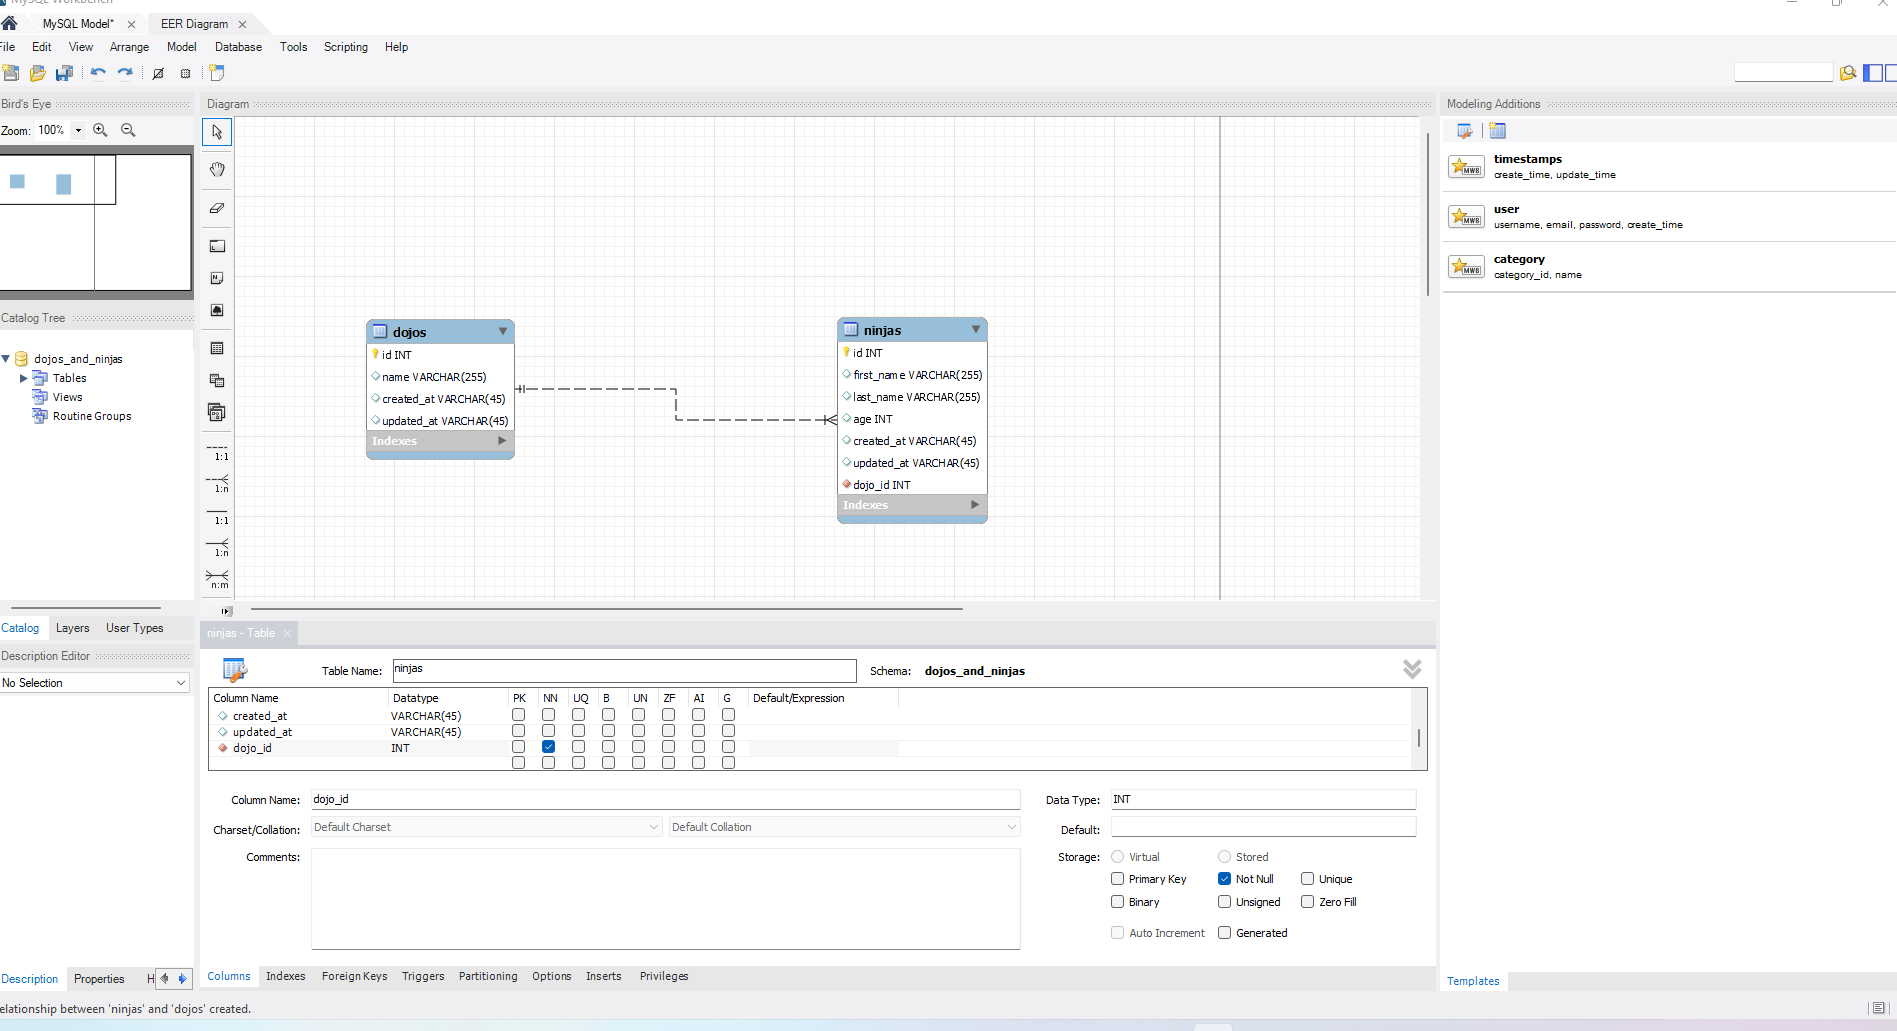 MySQL Workbench
MySQL Model*
EER Diagram
File Edit View Arrange Model Database Tools Scripting Help
Bird's Eye
Zoom: 100%
Catalog Tree
dojos_and_ninjas
Tables
Views
Routine Groups
Catalog Layers User Types
Description Editor
No Selection
Description Properties H
Diagram
1:1
1:n
1:1
1:n
n:m
dojos
id INT
name VARCHAR(255)
created_at VARCHAR(45)
updated_at VARCHAR(45)
Indexes
ninjas
id INT
first_name VARCHAR(255)
last_name VARCHAR(255)
age INT
created_at VARCHAR(45)
updated_at VARCHAR(45)
dojo_id INT
Indexes
ninjas - Table
Table Name: ninjas Schema: dojos_and_ninjas
Column Name Datatype PK NN UQ B UN ZF AI G Default/Expression
created_at VARCHAR(45)
updated_at VARCHAR(45)
dojo_id INT
Column Name: dojo_id Data Type: INT
Charset/Collation: Default Charset Default Collation Default:
Comments: Storage: Virtual Stored
Primary Key Not Null Unique
Binary Unsigned Zero Fill
Auto Increment Generated
Columns Indexes Foreign Keys Triggers Partitioning Options Inserts Privileges
Modeling Additions
MWB
timestamps
create_time, update_time
MWB
user
username, email, password, create_time
MWB
category
category_id, name
Templates
elationship between 'ninjas' and 'dojos' created.